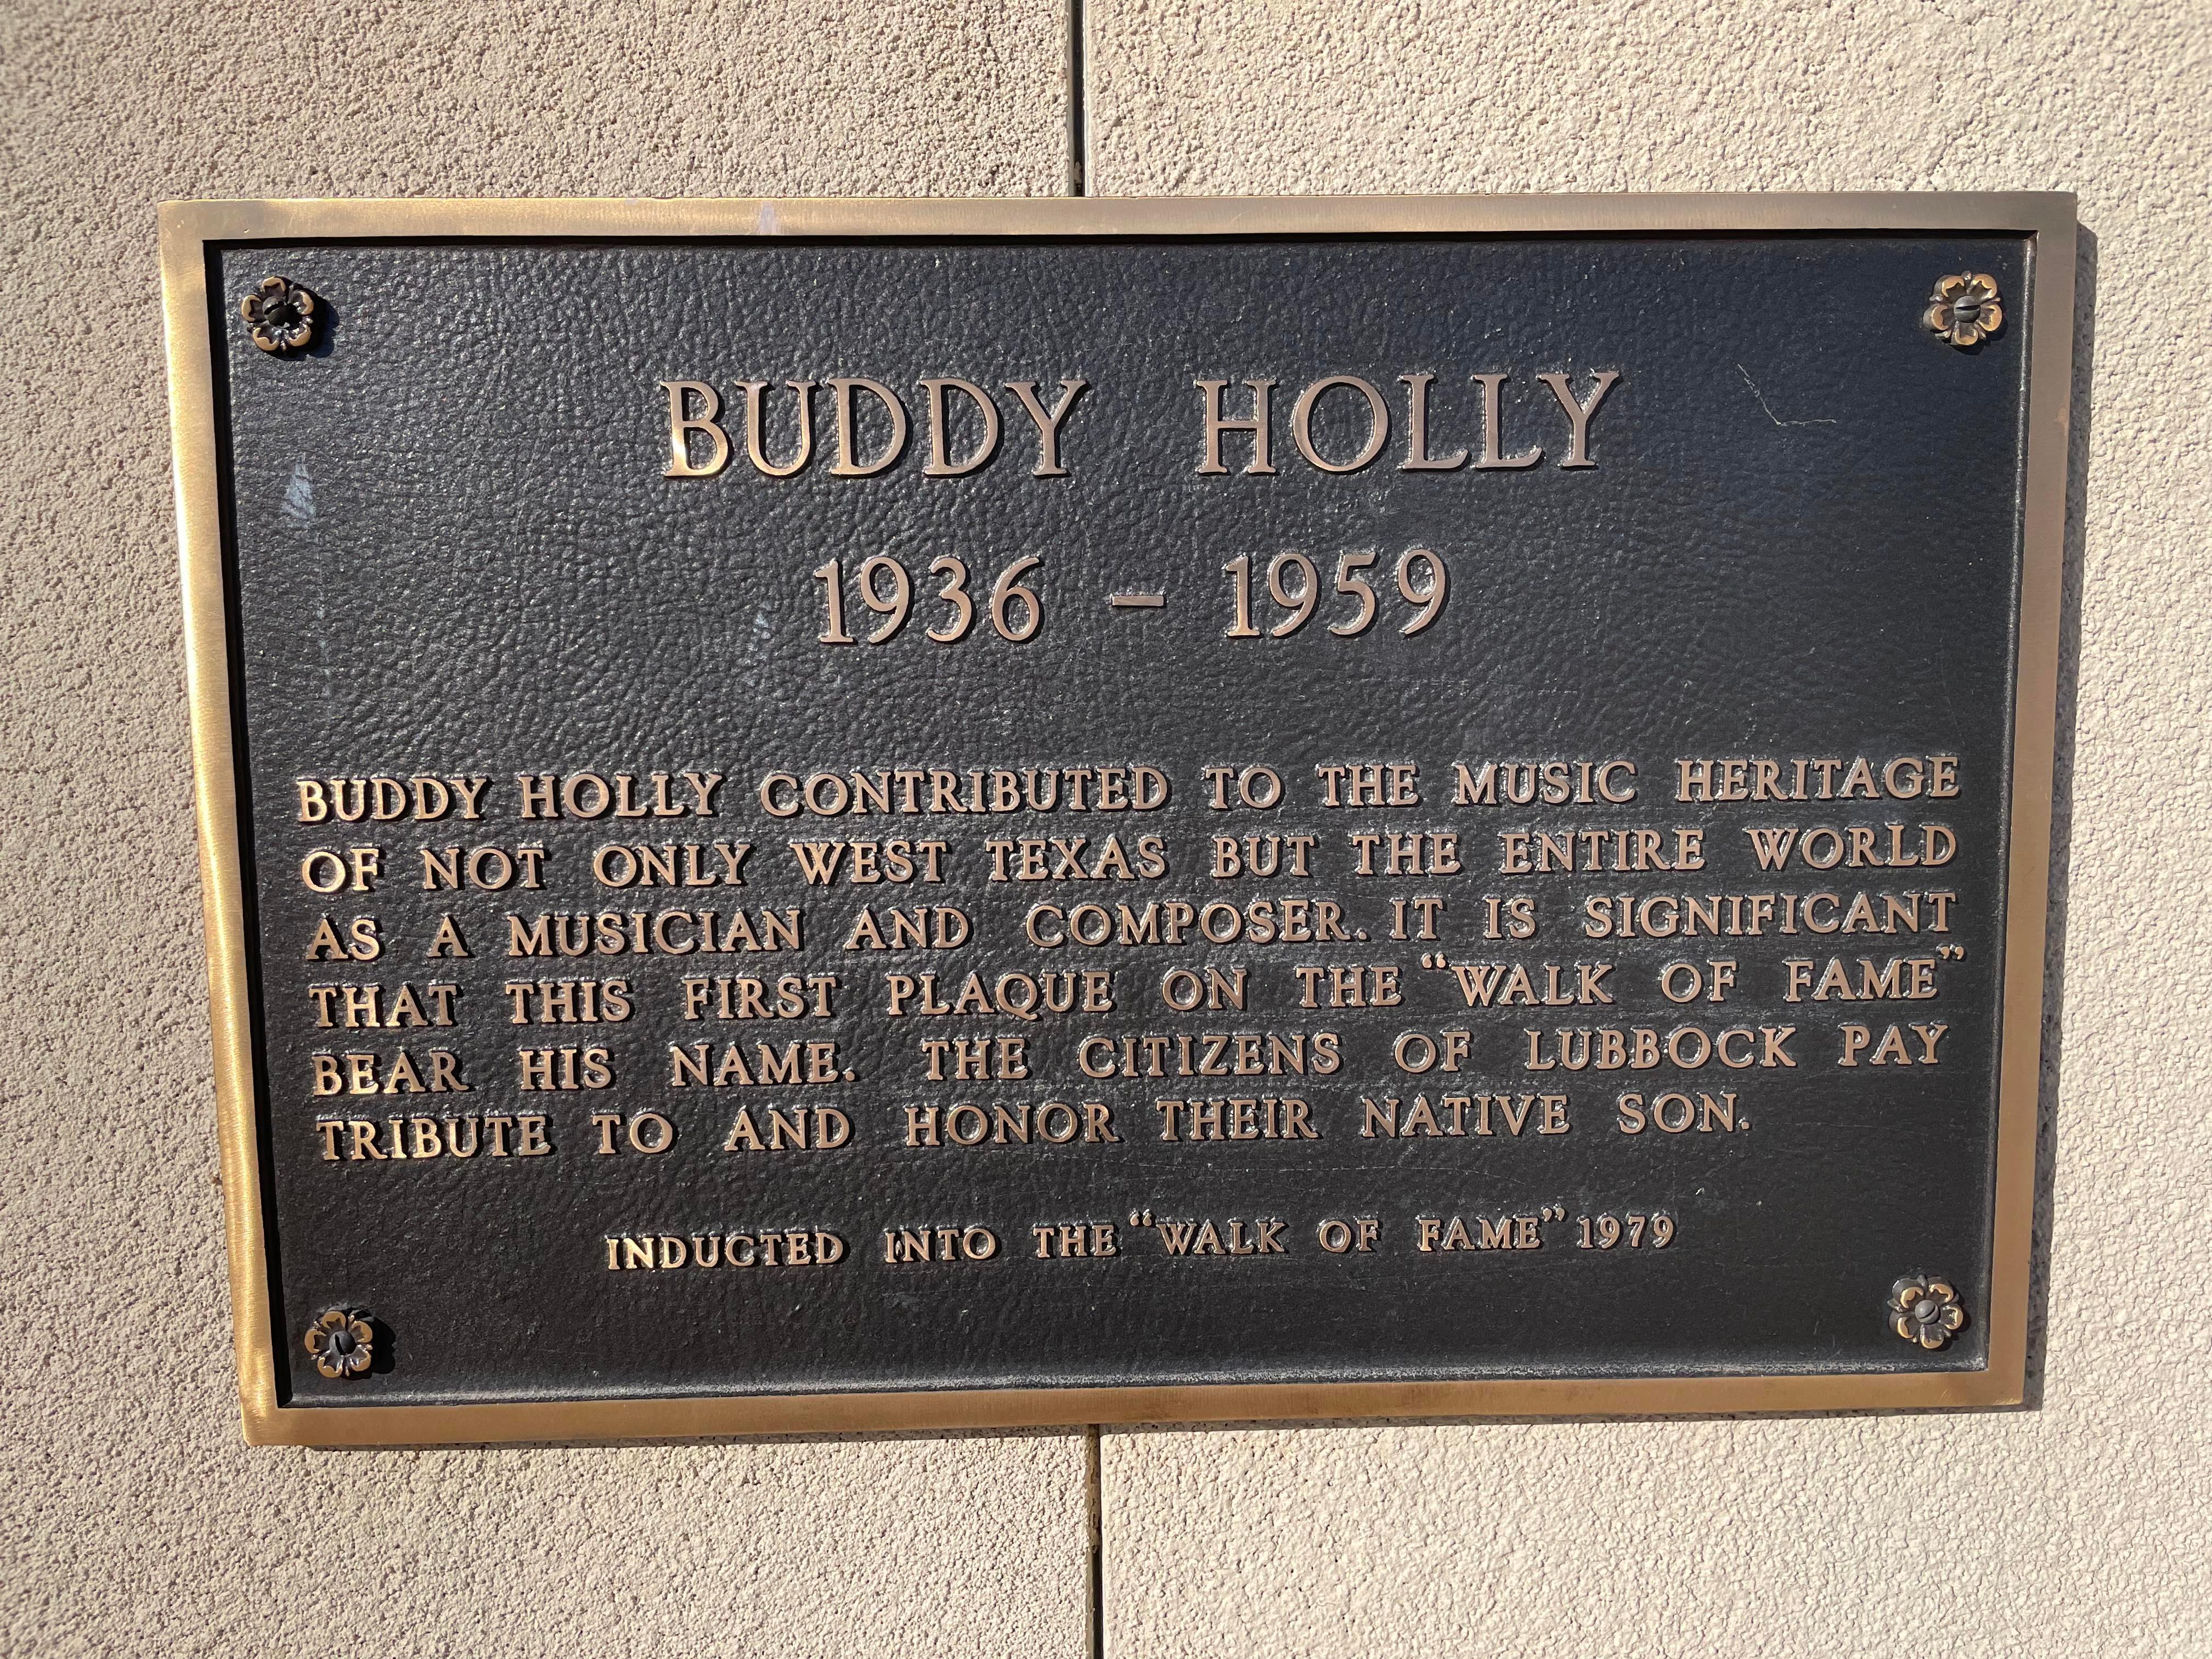 BUDDY HOLLY
1936 – 1959
BUDDY HOLLY CONTRIBUTED TO THE MUSIC HERITAGE
OF NOT ONLY WEST TEXAS BUT THE ENTIRE WORLD
AS A MUSICIAN AND COMPOSER. IT IS SIGNIFICANT
THAT THIS FIRST PLAQUE ON THE “WALK OF FAME”
BEAR HIS NAME. THE CITIZENS OF LUBBOCK PAY
TRIBUTE TO AND HONOR THEIR NATIVE SON.
INDUCTED INTO THE “WALK OF FAME” 1979